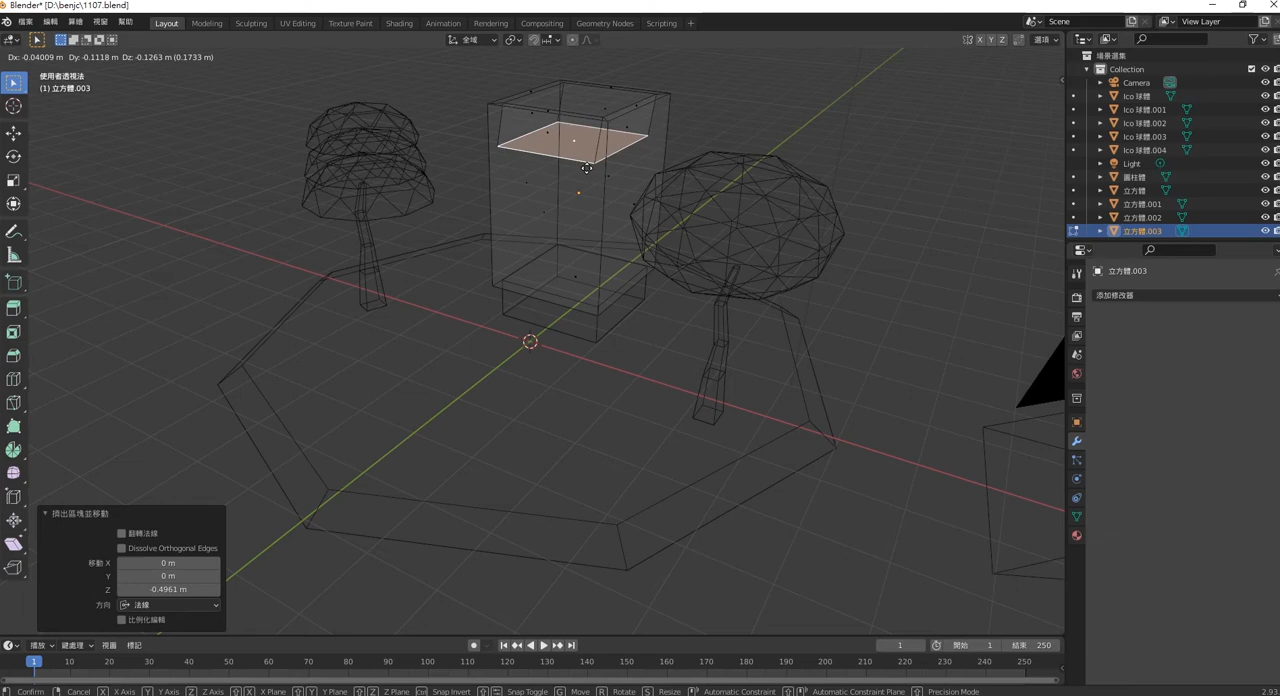 Blender* [D:\benjc\1107.blend]
檔案 編輯 算繪 視窗 幫助 Layout Modeling Sculpting UV Editing Texture Paint Shading Animation Rendering Compositing Geometry Nodes Scripting + Scene View Layer
全域 X Y Z 選項
Dx: -0.04009 m Dy: -0.1118 m Dz: -0.1263 m (0.1733 m)
使用者透視法
(1) 立方體.003
場景選集
Collection
Camera
Ico 球體
Ico 球體.001
Ico 球體.002
Ico 球體.003
Ico 球體.004
Light
圓柱體
立方體
立方體.001
立方體.002
立方體.003
立方體.003
添加修改器
擠出區塊並移動
翻轉法線
Dissolve Orthogonal Edges
移動 X 0 m
Y 0 m
Z -0.4961 m
方向 法線
比例化編輯
播放 鍵處理 視圖 標記 1 開始 1 結束 250
1 10 20 30 40 50 60 70 80 90 100 110 120 130 140 150 160 170 180 190 200 210 220 230 240 250
Confirm Cancel X X Axis Y Y Axis Z Z Axis X X Plane Y Y Plane Z Z Plane Snap Invert Snap Toggle G Move R Rotate S Resize Automatic Constraint Automatic Constraint Plane Precision Mode 2.93